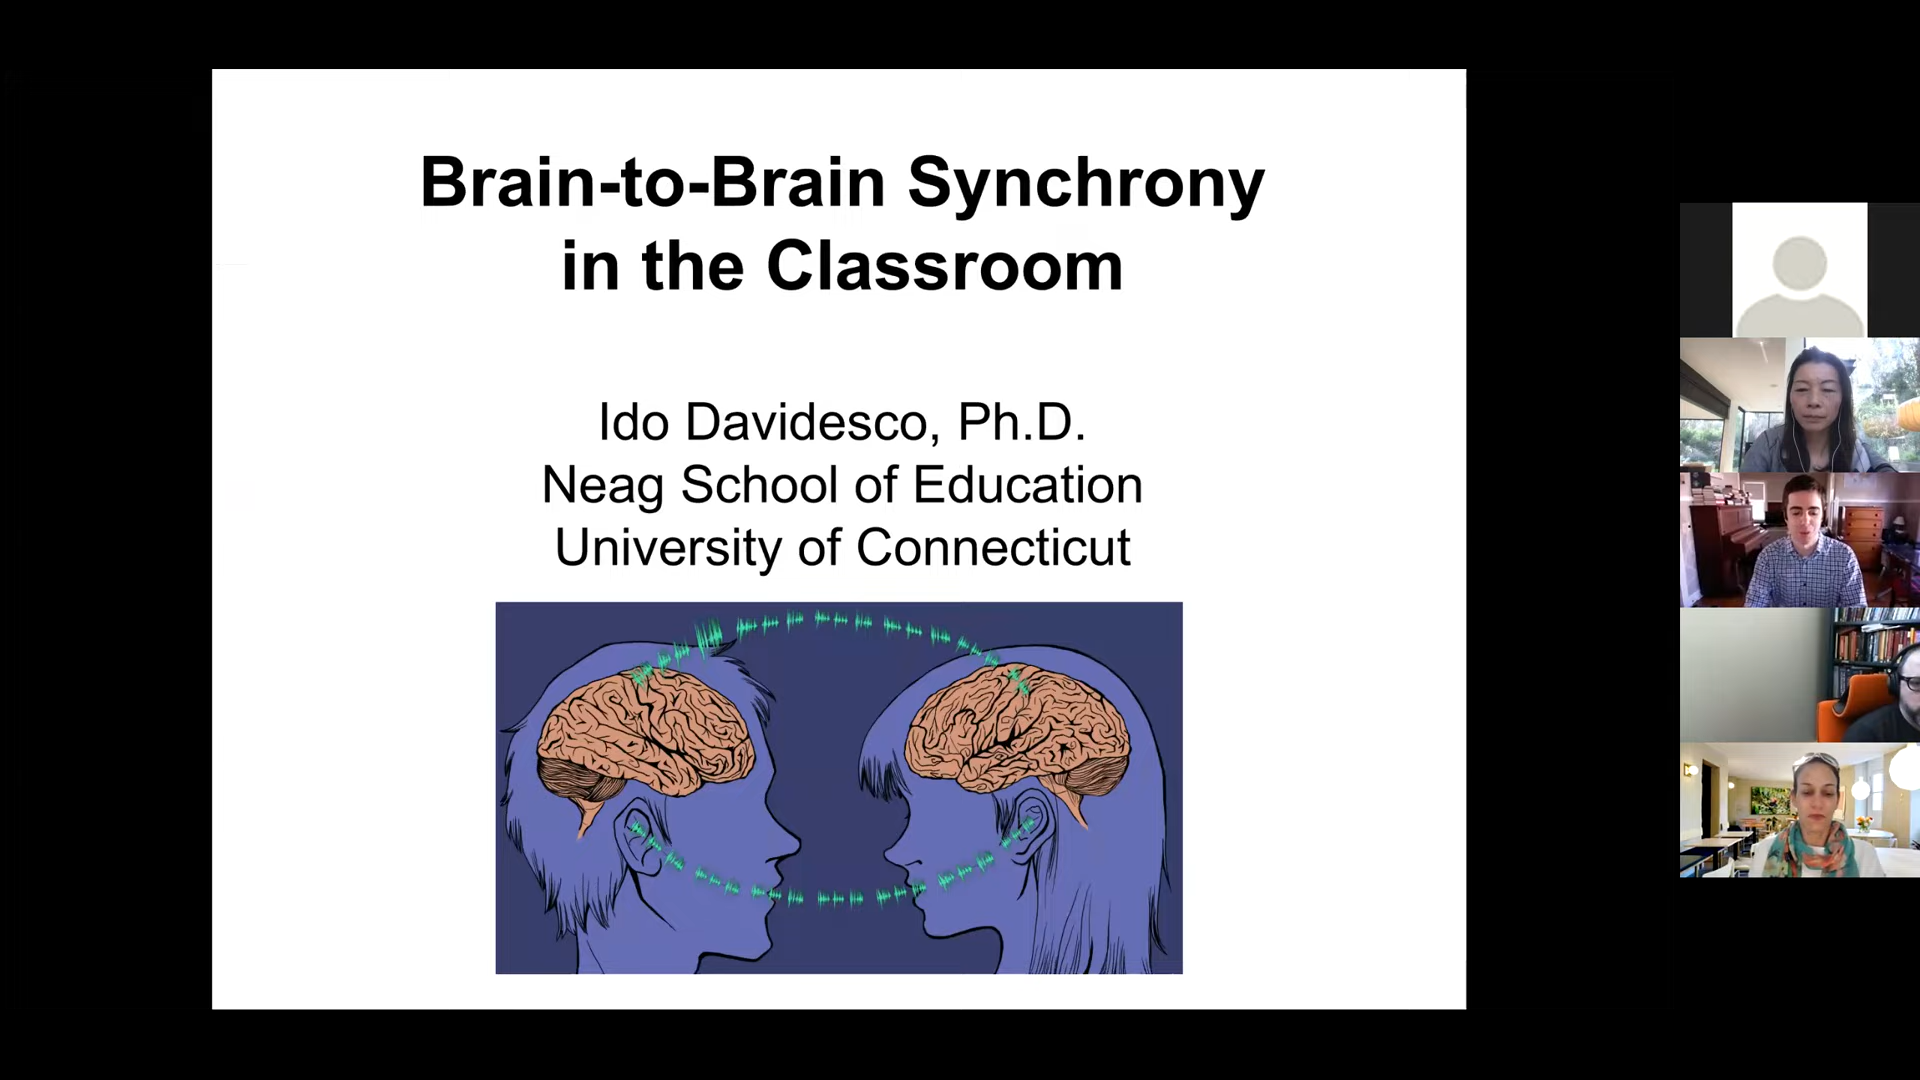 Brain-to-Brain Synchrony
in the Classroom
Ido Davidesco, Ph.D.
Neag School of Education
University of Connecticut